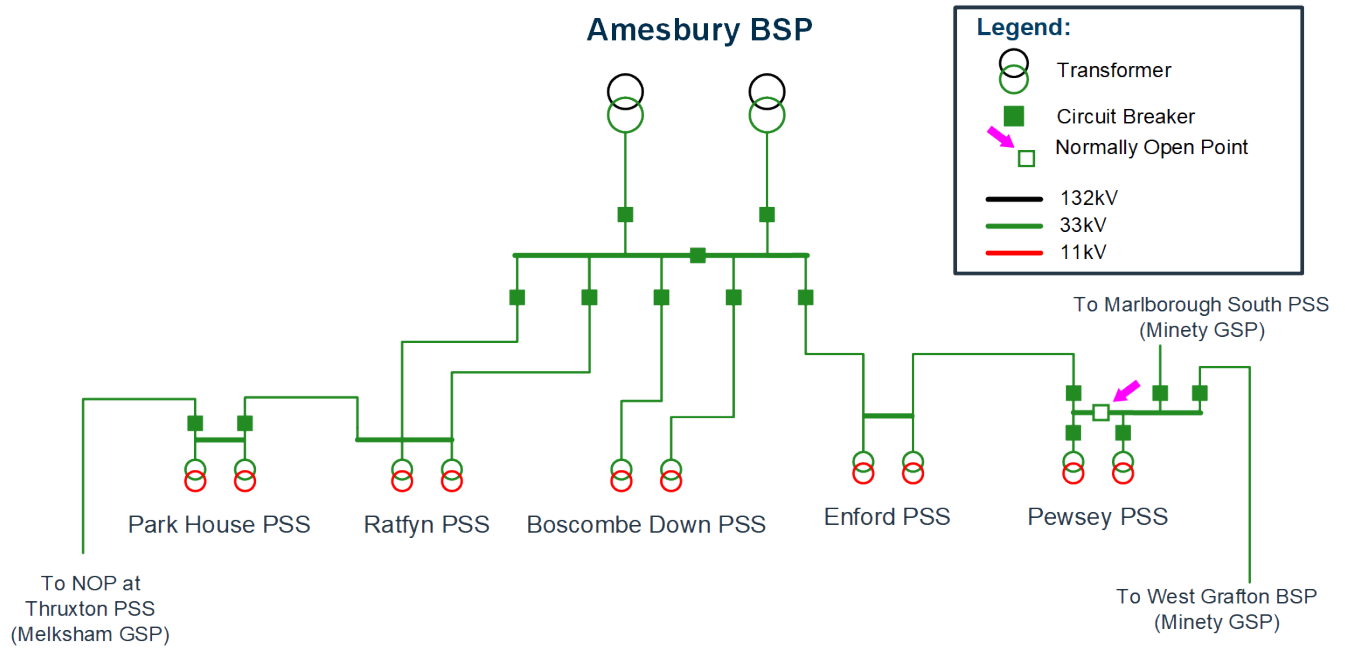 Amesbury BSP
Legend:
Transformer
Circuit Breaker
Normally Open Point
132kV
33kV
11kV
To Marlborough South PSS
(Minety GSP)
Park House PSS
Ratfyn PSS
Boscombe Down PSS
Enford PSS
Pewsey PSS
To NOP at
Thruxton PSS
(Melksham GSP)
To West Grafton BSP
(Minety GSP)